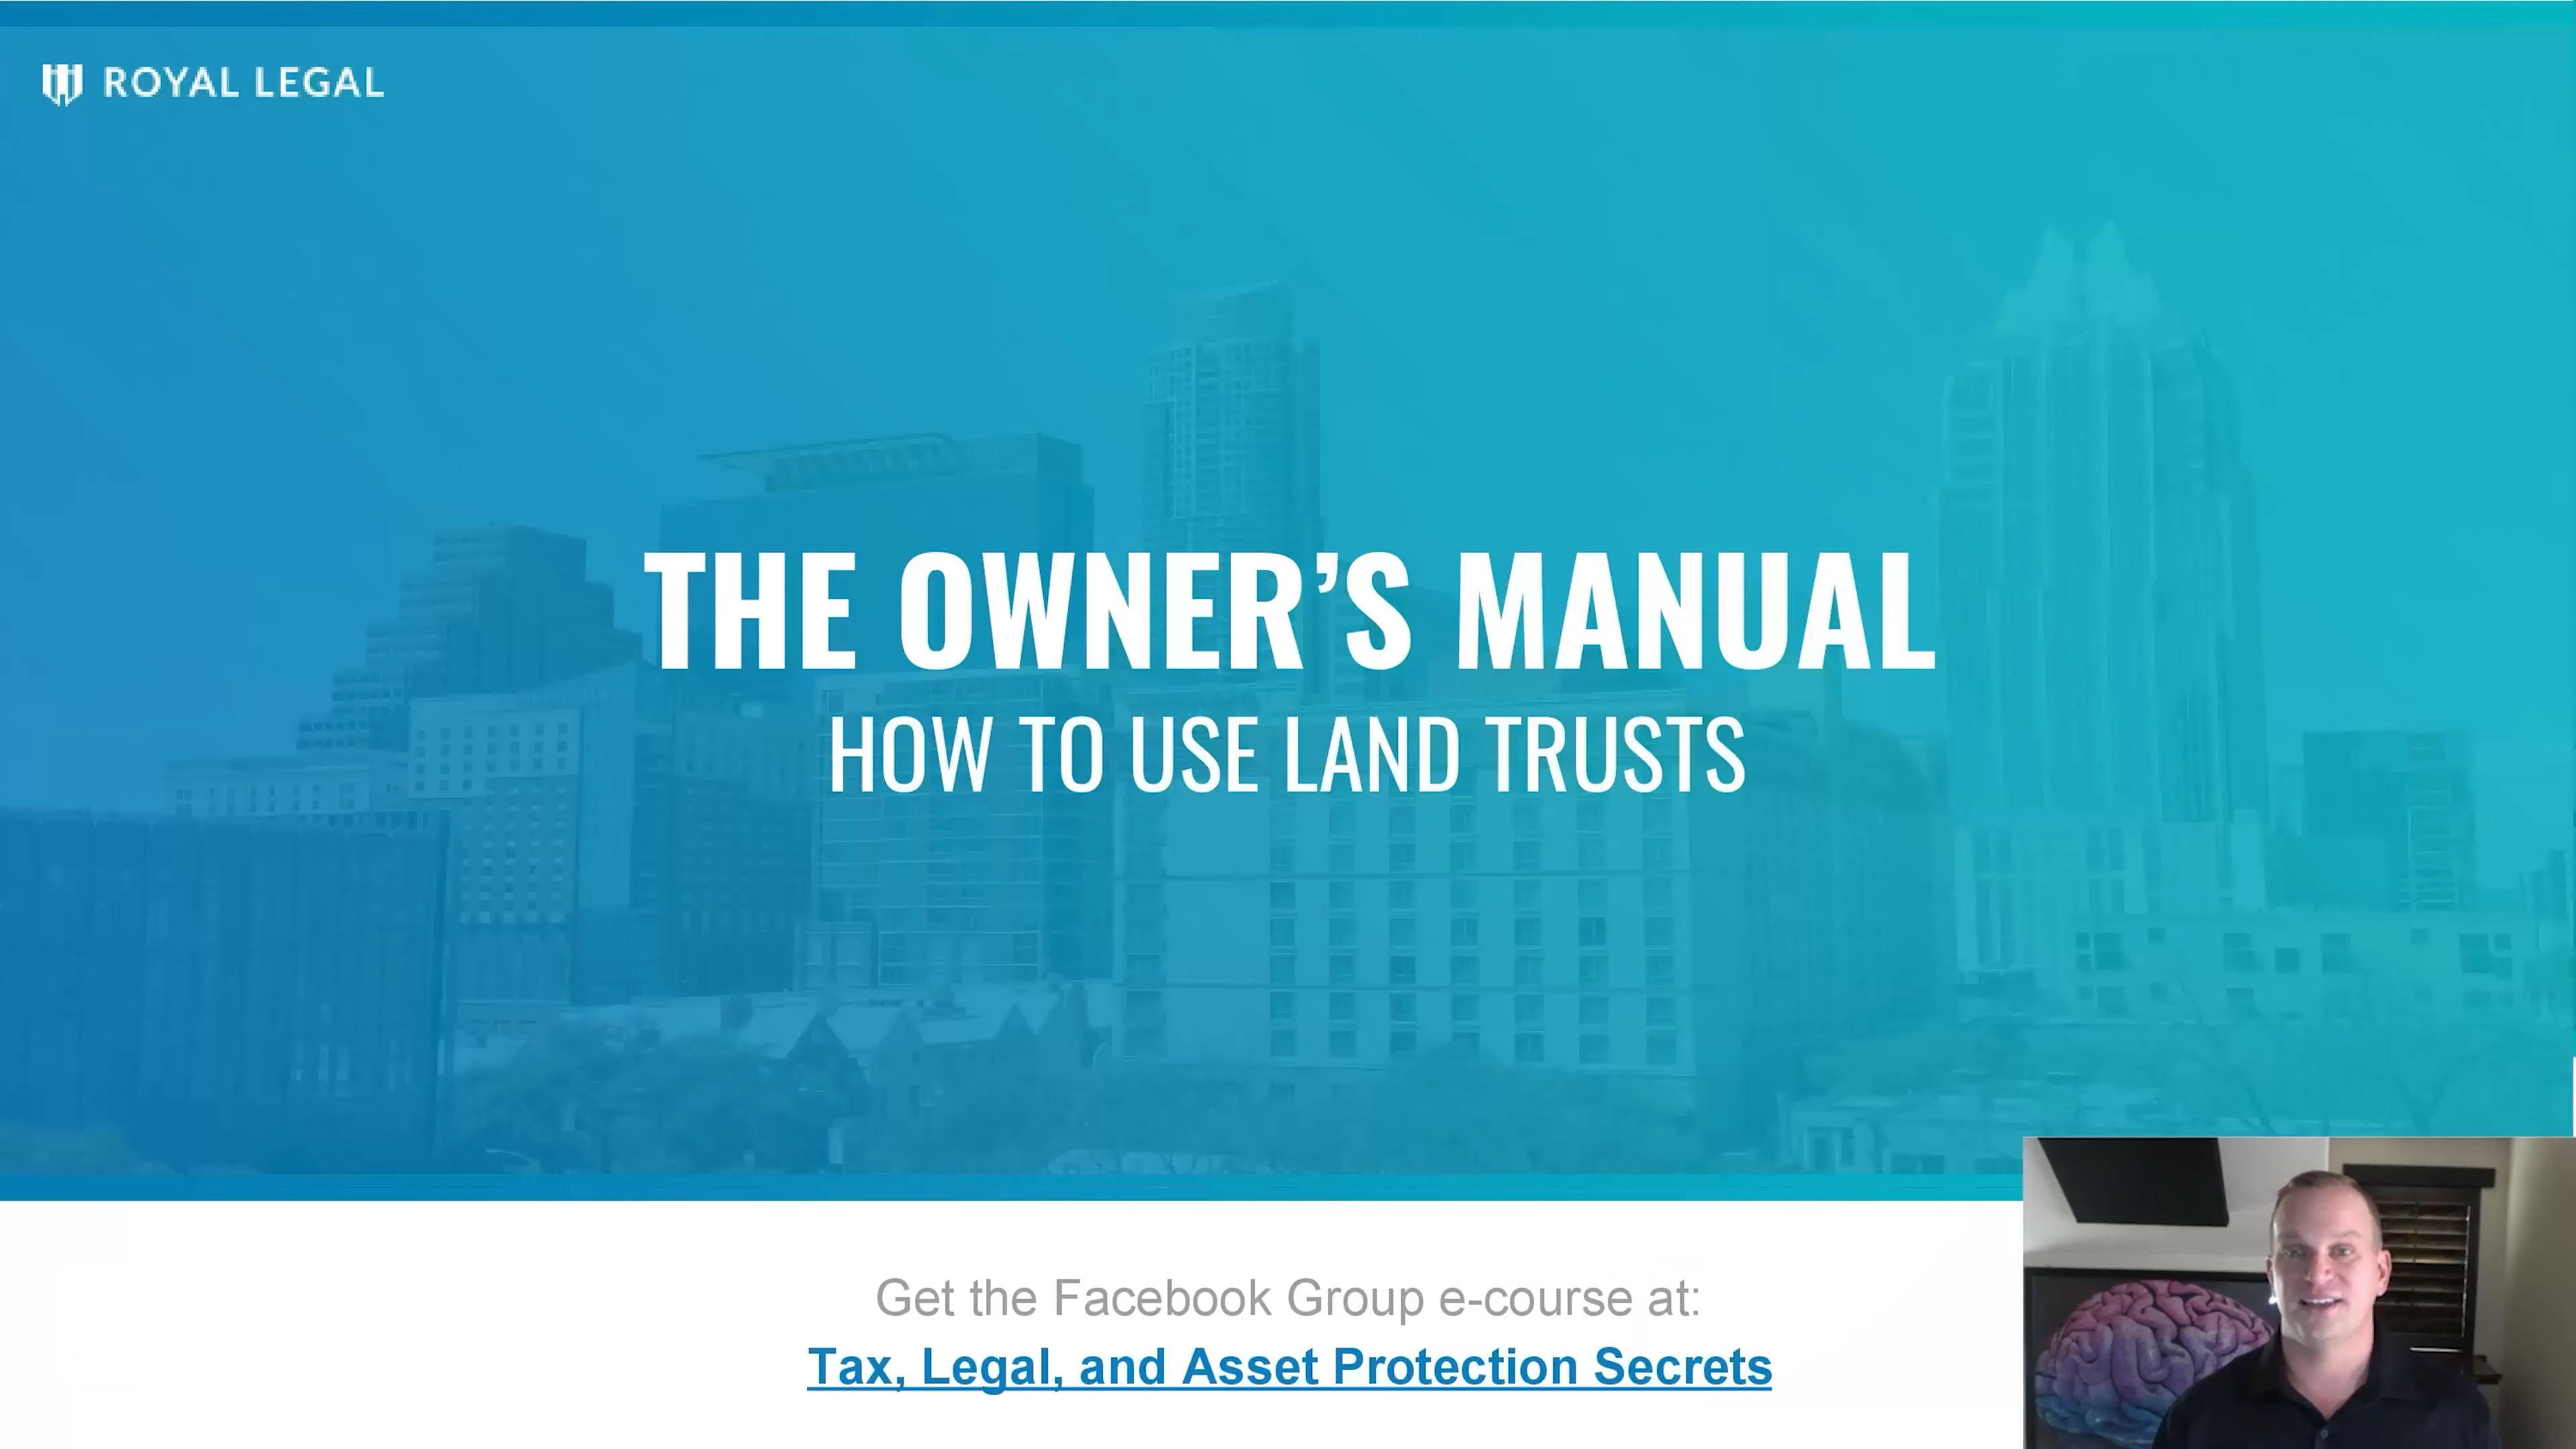 ROYAL LEGAL
THE OWNER’S MANUAL
HOW TO USE LAND TRUSTS
Get the Facebook Group e-course at:
Tax, Legal, and Asset Protection Secrets